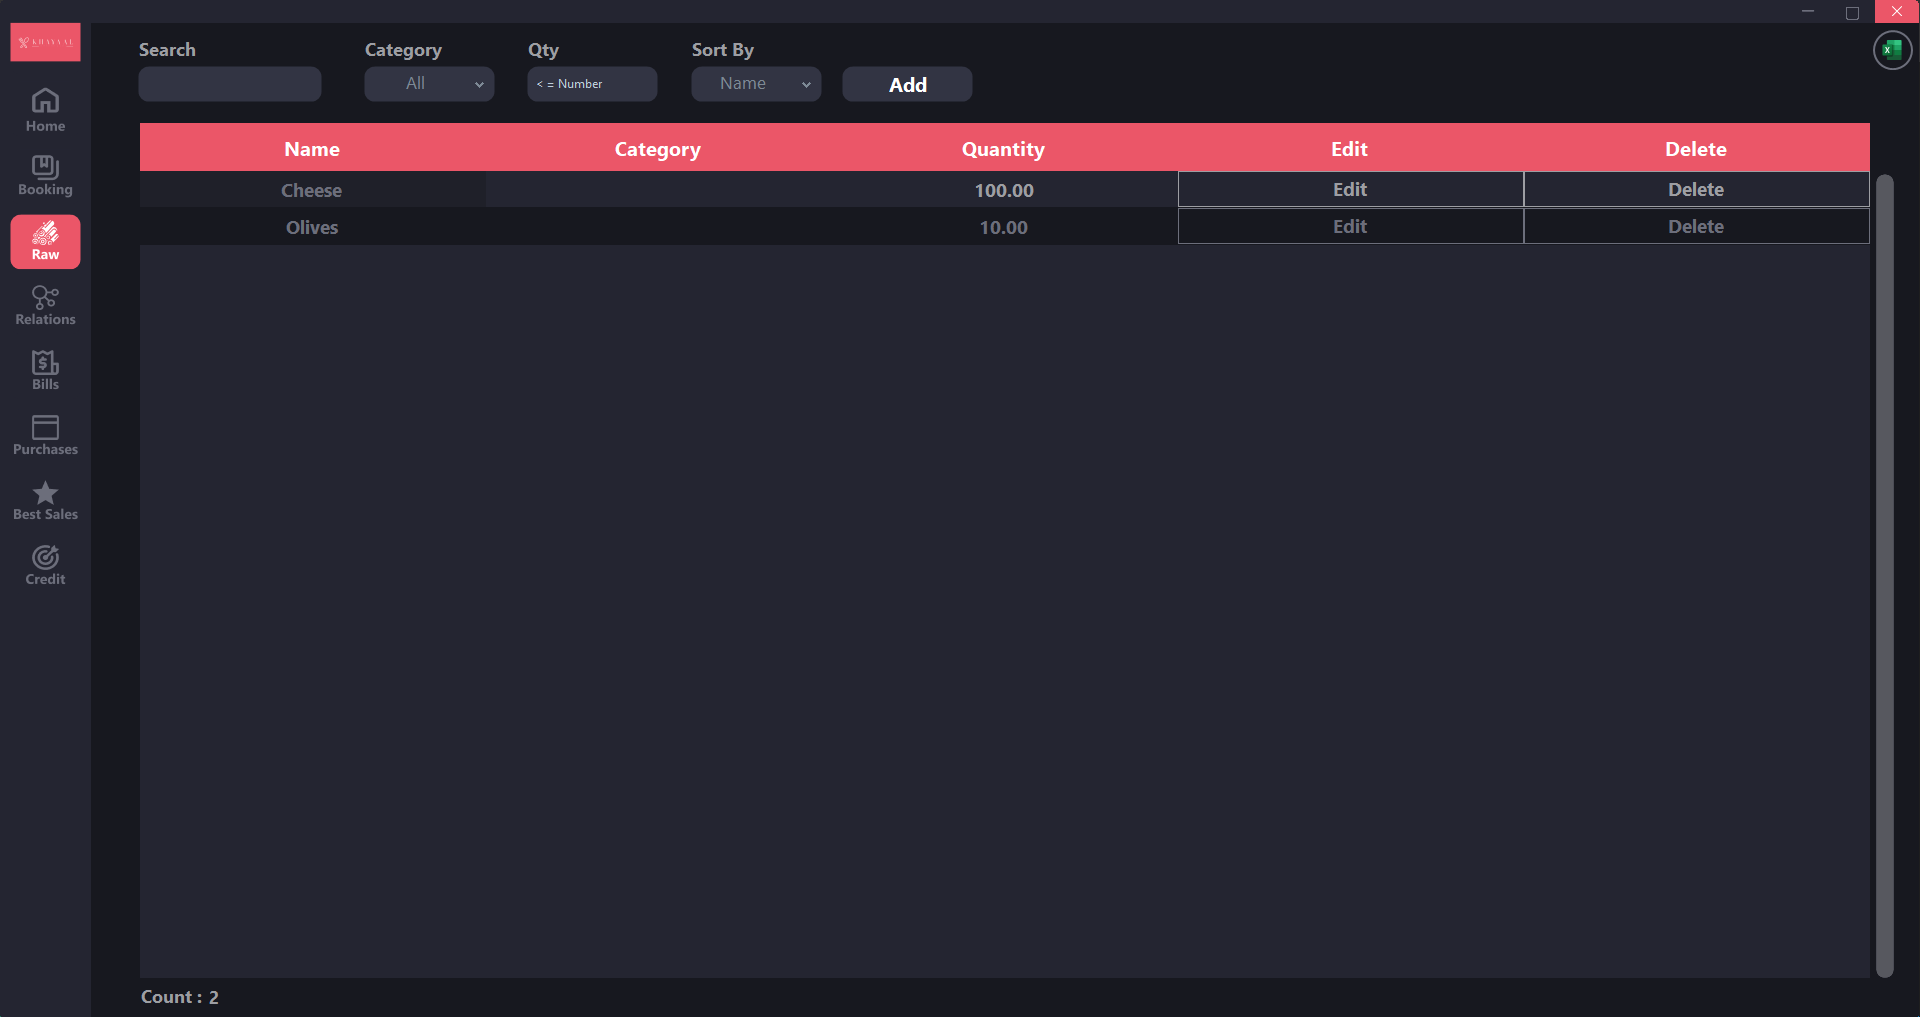 Search Category Qty Sort By
All < = Number Name Add
Name Category Quantity Edit Delete
Cheese 100.00 Edit Delete
Olives 10.00 Edit Delete
Home
Booking
Raw
Relations
Bills
Purchases
Best Sales
Credit
Count : 2